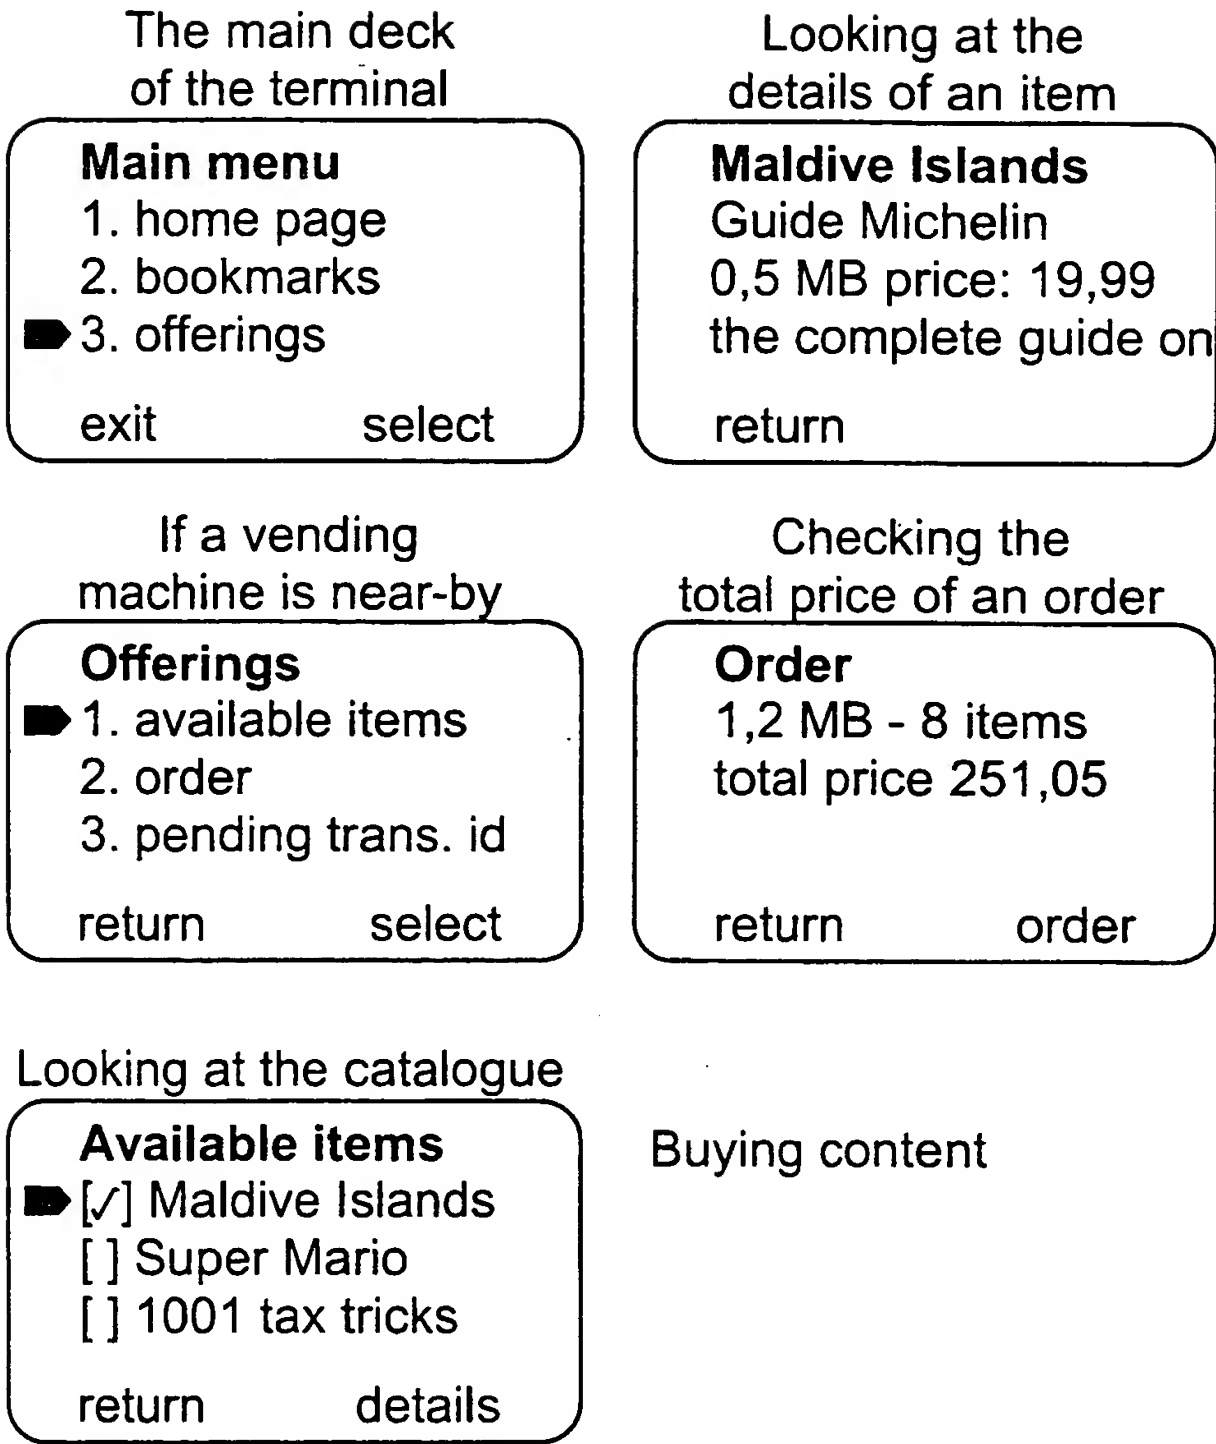 The main deck
of the terminal
Main menu
1. home page
2. bookmarks
3. offerings
exit select
If a vending
machine is near-by
Offerings
1. available items
2. order
3. pending trans. id
return select
Looking at the catalogue
Available items
[✓] Maldive Islands
[ ] Super Mario
[ ] 1001 tax tricks
return details
Looking at the
details of an item
Maldive Islands
Guide Michelin
0,5 MB price: 19,99
the complete guide on
return
Checking the
total price of an order
Order
1,2 MB - 8 items
total price 251,05
return order
Buying content